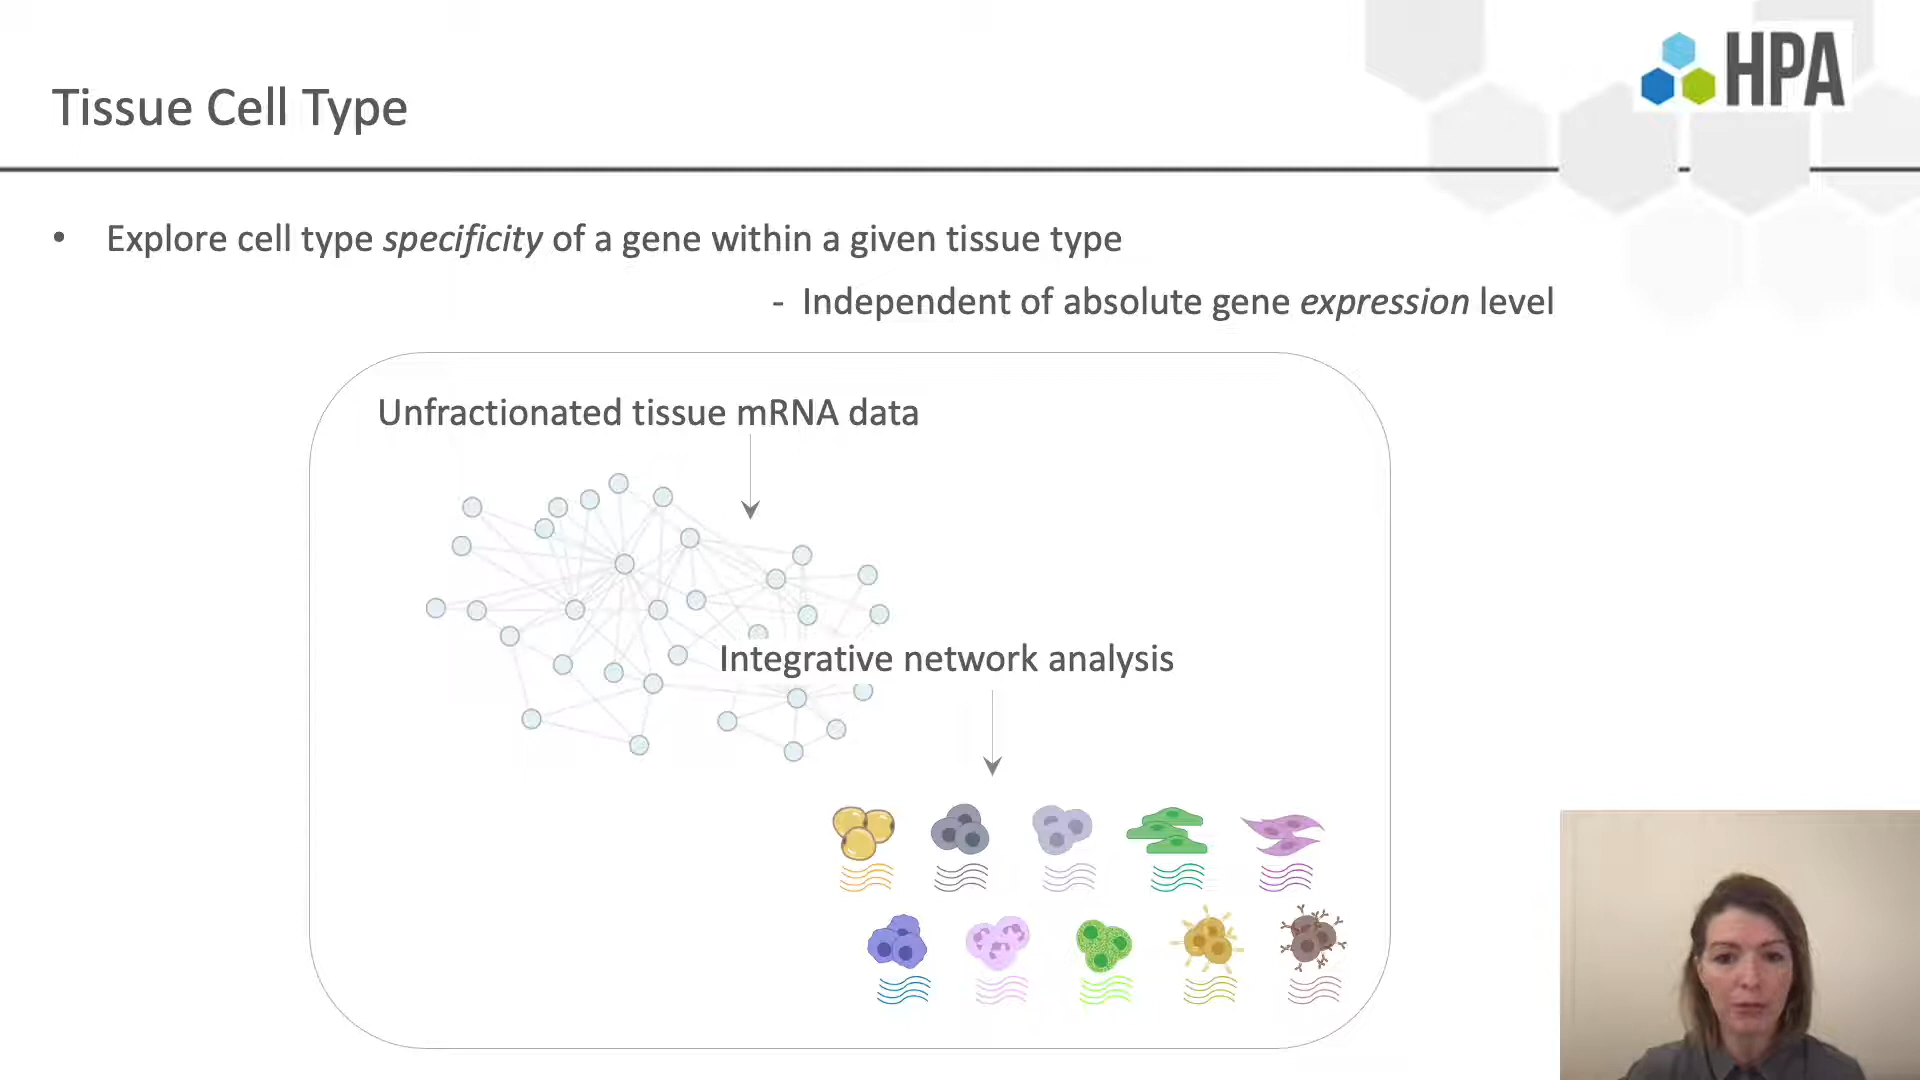 HPA
Tissue Cell Type
• Explore cell type specificity of a gene within a given tissue type
- Independent of absolute gene expression level
Unfractionated tissue mRNA data
Integrative network analysis